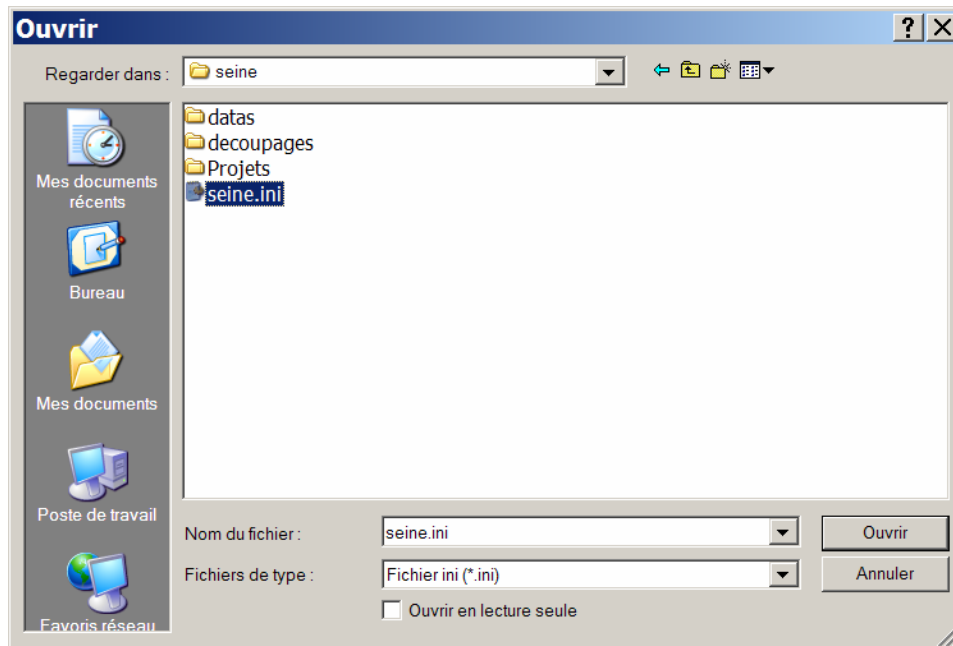 Ouvrir
Regarder dans :
seine
datas
decoupages
Projets
seine.ini
Mes documents
récents
Bureau
Mes documents
Poste de travail
Favoris réseau
Nom du fichier :
seine.ini
Ouvrir
Fichiers de type :
Fichier ini (*.ini)
Annuler
Ouvrir en lecture seule